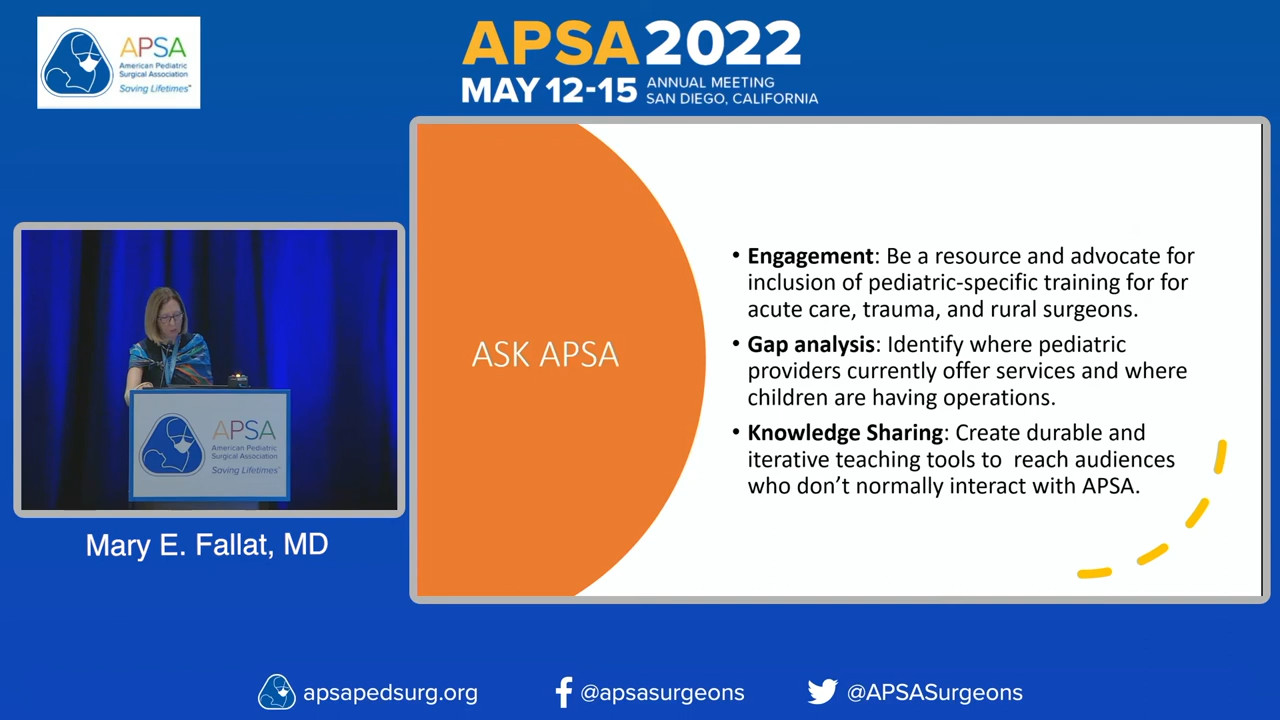 APSA
American Pediatric
Surgical Association
Saving Lifetimes
APSA 2022
MAY 12-15
ANNUAL MEETING
SAN DIEGO, CALIFORNIA
APSA
American Pediatric
Surgical Association
Saving Lifetimes
Mary E. Fallat, MD
ASK APSA
• Engagement: Be a resource and advocate for
inclusion of pediatric-specific training for for
acute care, trauma, and rural surgeons.
• Gap analysis: Identify where pediatric
providers currently offer services and where
children are having operations.
• Knowledge Sharing: Create durable and
iterative teaching tools to reach audiences
who don’t normally interact with APSA.
apsapedsurg.org
@apsasurgeons
@APSASurgeons